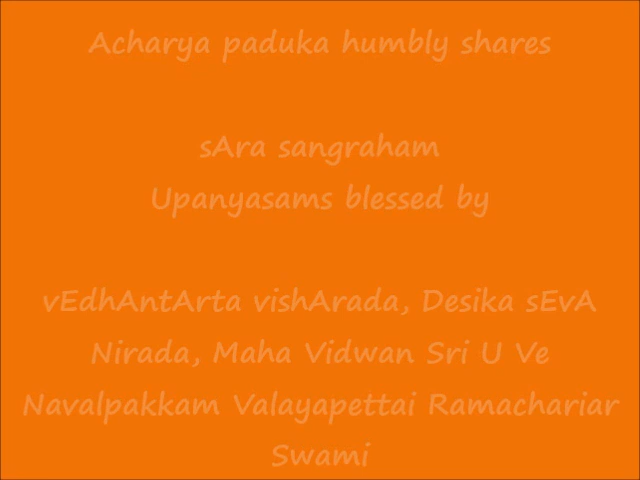 Acharya paduka humbly shares
sAra sangraham
Upanyasams blessed by
vEdhAntArta vishArada, Desika sEvA
Nirada, Maha Vidwan Sri U Ve
Navalpakkam Valayapettai Ramachariar
Swami